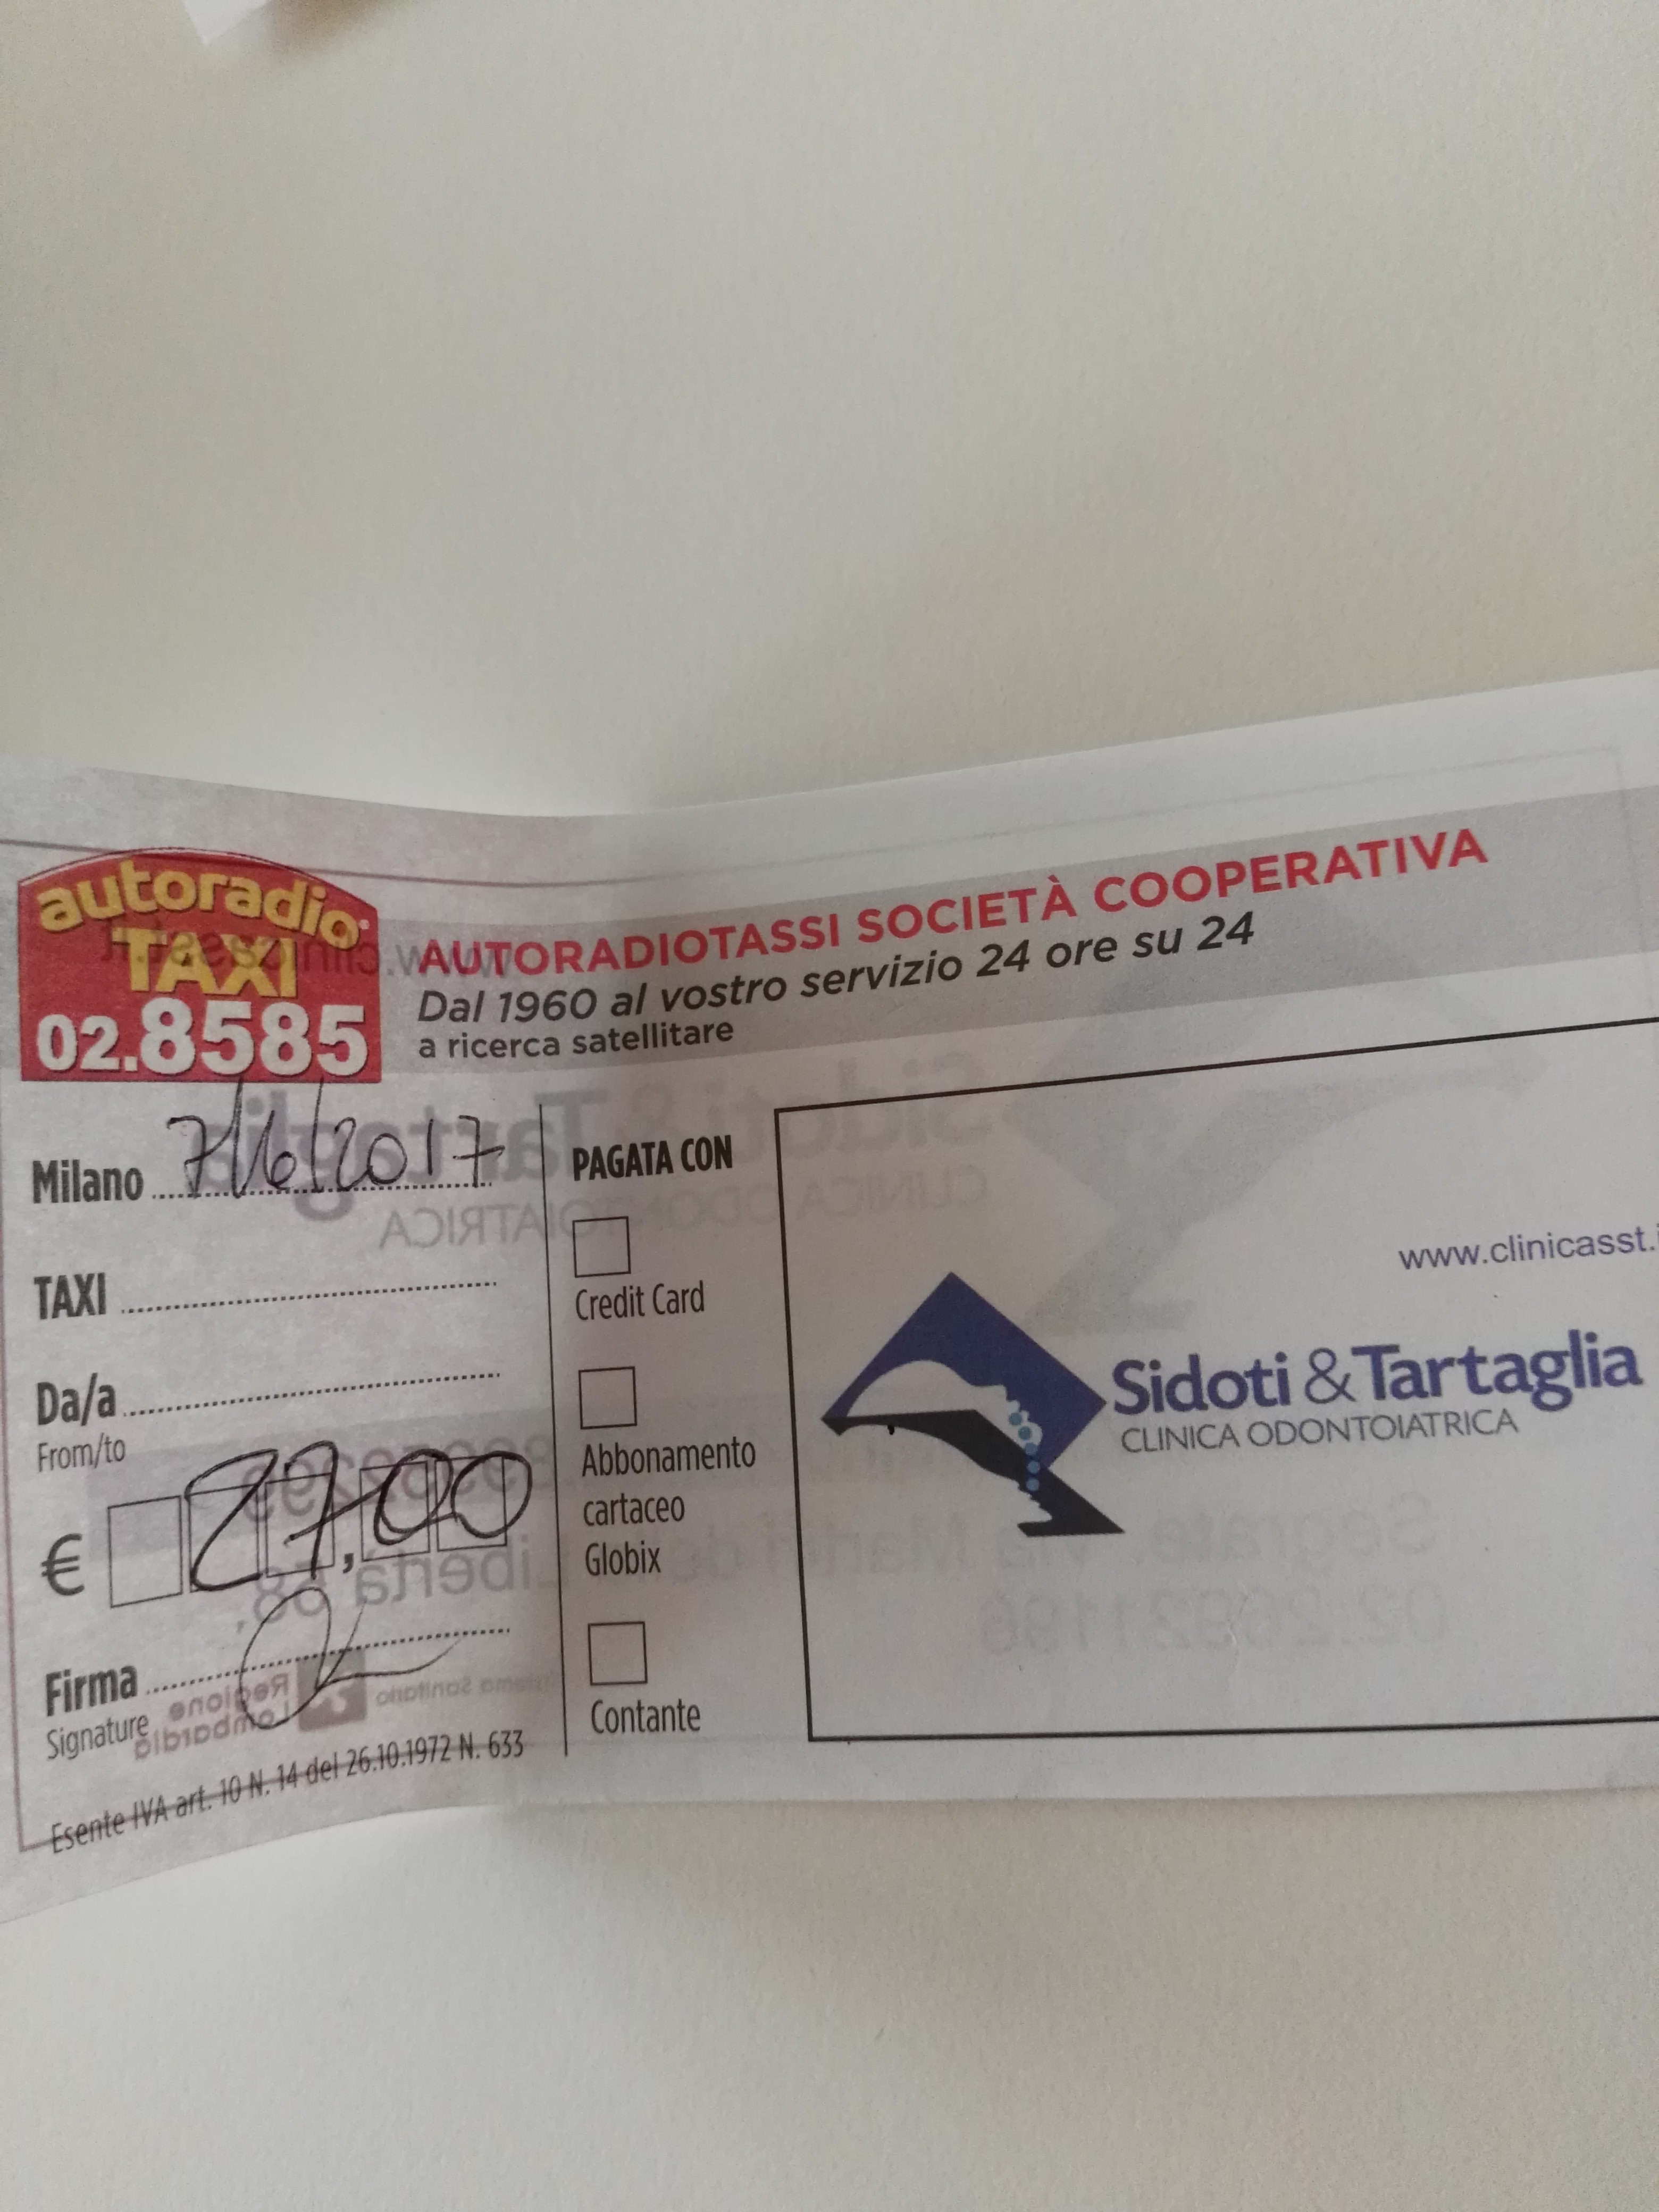 autoradio
TAXI
02.8585
AUTORADIOTASSI SOCIETÀ COOPERATIVA
Dal 1960 al vostro servizio 24 ore su 24
a ricerca satellitare
Milano 7/6/2017
TAXI
Da/a
From/to
€ 27,00
Firma
Signature
Esente IVA art. 10 N. 14 del 26.10.1972 N. 633
PAGATA CON
Credit Card
Abbonamento
cartaceo
Globix
Contante
www.clinicasst.i
Sidoti & Tartaglia
CLINICA ODONTOIATRICA